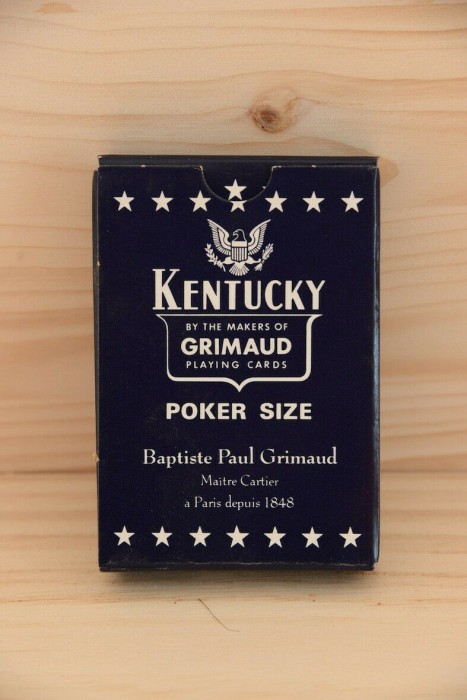 KENTUCKY
BY THE MAKERS OF
GRIMAUD
PLAYING CARDS
POKER SIZE
Baptiste Paul Grimaud
Maître Cartier
a Paris depuis 1848